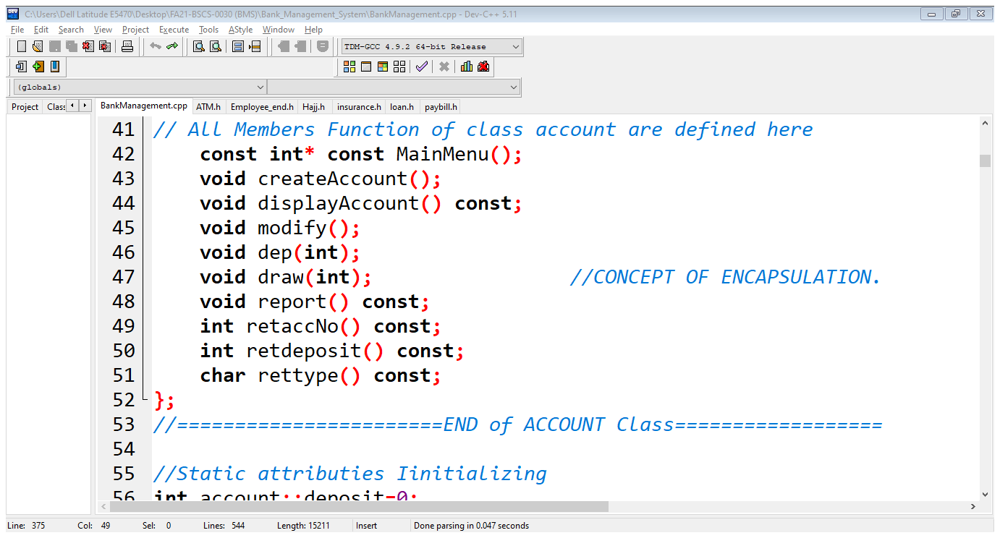 C:\Users\Dell Latitude E5470\Desktop\FA21-BSCS-0030 (BMS)\Bank_Management_System\BankManagement.cpp - Dev-C++ 5.11
File Edit Search View Project Execute Tools AStyle Window Help
TDM-GCC 4.9.2 64-bit Release
(globals)
Project Class BankManagement.cpp ATM.h Employee_end.h Hajj.h insurance.h loan.h paybill.h
41 // All Members Function of class account are defined here
42 const int* const MainMenu();
43 void createAccount();
44 void displayAccount() const;
45 void modify();
46 void dep(int);
47 void draw(int); //CONCEPT OF ENCAPSULATION.
48 void report() const;
49 int retaccNo() const;
50 int retdeposit() const;
51 char rettype() const;
52 };
53 //=======================END of ACCOUNT Class==================
54
55 //Static attributies Iinitializing
56 int account::deposit=0;
Line: 375 Col: 49 Sel: 0 Lines: 544 Length: 15211 Insert Done parsing in 0.047 seconds